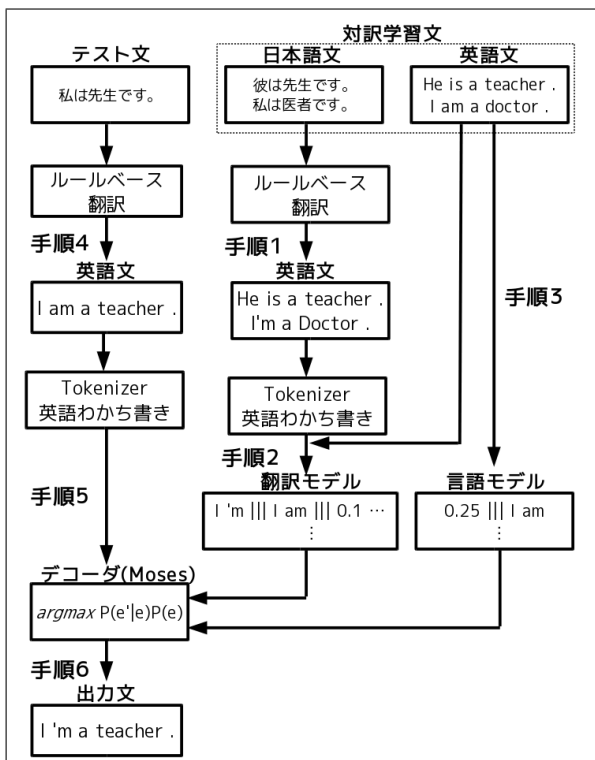 対訳学習文
テスト文
私は先生です。
ルールベース
翻訳
手順4
英語文
I am a teacher .
Tokenizer
英語わかち書き
手順5
日本語文
彼は先生です。
私は医者です。
ルールベース
翻訳
手順1
英語文
He is a teacher .
I'm a Doctor .
Tokenizer
英語わかち書き
手順2
翻訳モデル
I 'm ||| I am ||| 0.1 …
⋮
英語文
He is a teacher .
I am a doctor .
手順3
言語モデル
0.25 ||| I am
⋮
デコーダ(Moses)
argmax P(e'|e)P(e)
手順6
出力文
I 'm a teacher .